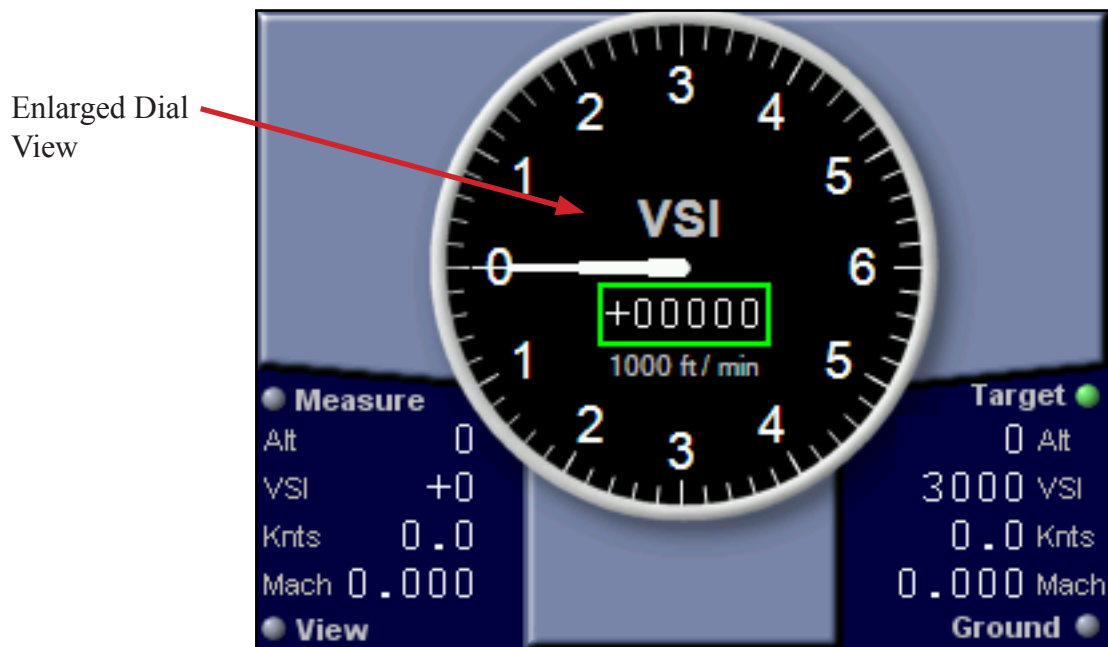 Enlarged Dial
View
3
2 4
1 5
VSI
0 6
+00000
1000 ft / min
1 5
2 4
3
Measure
Alt 0
VSI +0
Knts 0.0
Mach 0.000
View
Target
0 Alt
3000 VSI
0.0 Knts
0.000 Mach
Ground